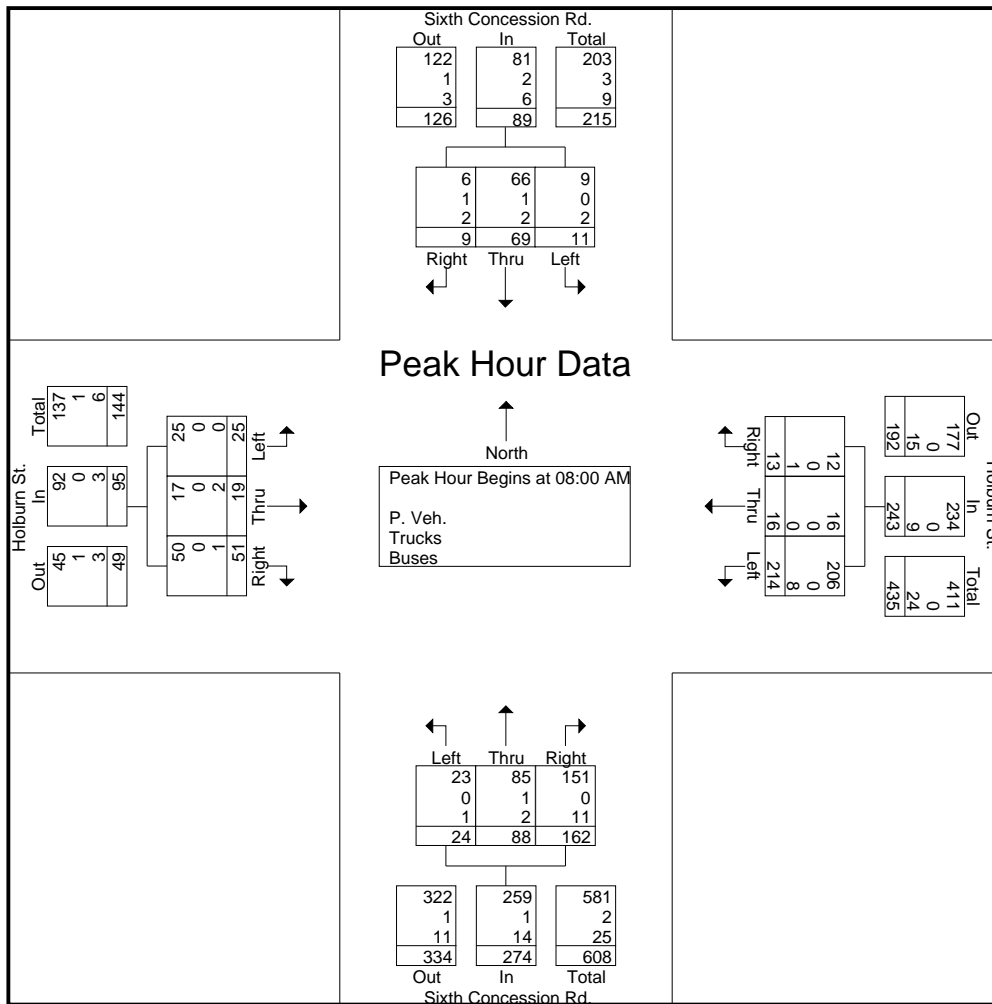 Sixth Concession Rd.
Out In Total
122 81 203
1 2 3
3 6 9
126 89 215
6 66 9
1 1 0
2 2 2
9 69 11
Right Thru Left
Peak Hour Data
North
Peak Hour Begins at 08:00 AM
P. Veh.
Trucks
Buses
Holburn St.
Total
137 1 6 144
In
92 0 3 95
Out
45 1 3 49
25 0 0 25
Left
17 0 2 19
Thru
50 0 1 51
Right
Right
12 0 1 13
Thru
16 0 0 16
Left
206 0 8 214
Out
177 0 15 192
In
234 0 9 243
Total
411 0 24 435
Holburn St.
Left Thru Right
23 85 151
0 1 0
1 2 11
24 88 162
322 259 581
1 1 2
11 14 25
334 274 608
Out In Total
Sixth Concession Rd.